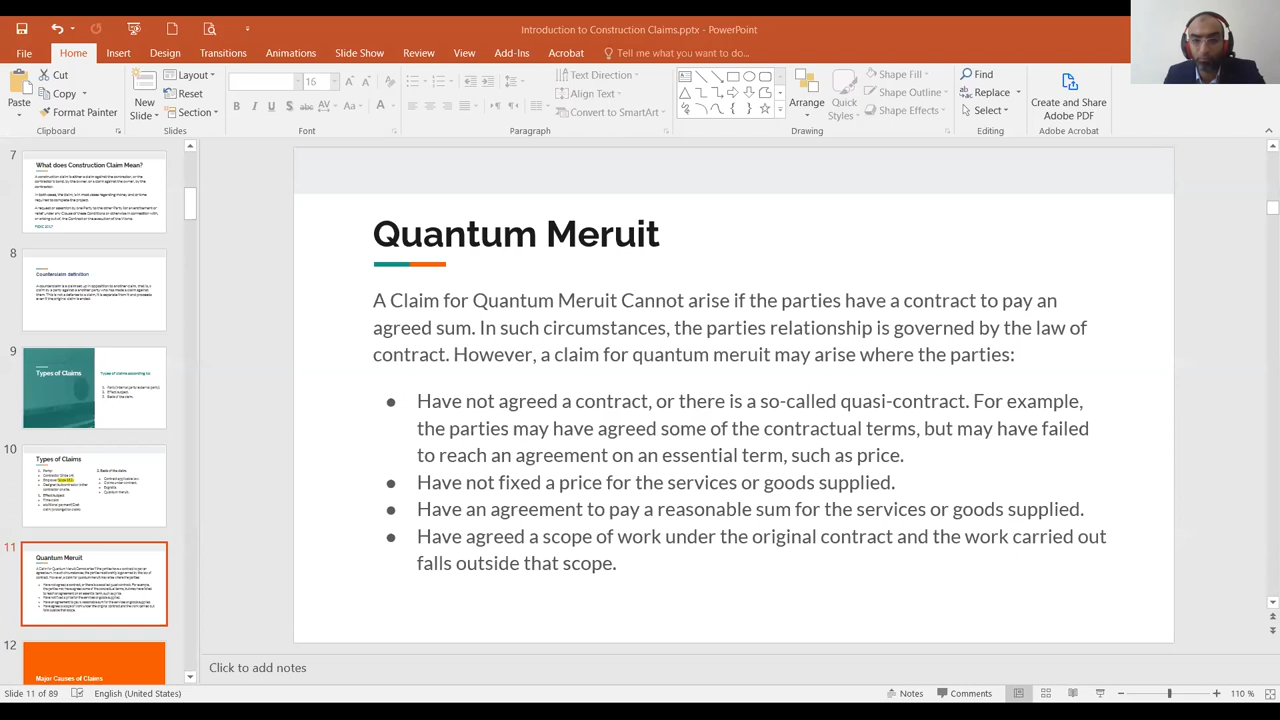 Introduction to Construction Claims.pptx - PowerPoint
File Home Insert Design Transitions Animations Slide Show Review View Add-Ins Acrobat Tell me what you want to do...
Paste
Cut
Copy
Format Painter
Clipboard
New
Slide
Layout
Reset
Section
Slides
16
Font
Paragraph
Text Direction
Align Text
Convert to SmartArt
Arrange
Quick
Styles
Shape Fill
Shape Outline
Shape Effects
Drawing
Find
Replace
Select
Editing
Create and Share
Adobe PDF
Adobe Acrobat
7
What does Construction Claim Mean?
8
Counterclaim definition
9
Types of Claims
Types of claims according to:
10
Types of Claims
11
Quantum Meruit
12
Major Causes of Claims
Quantum Meruit
A Claim for Quantum Meruit Cannot arise if the parties have a contract to pay an
agreed sum. In such circumstances, the parties relationship is governed by the law of
contract. However, a claim for quantum meruit may arise where the parties:
● Have not agreed a contract, or there is a so-called quasi-contract. For example,
the parties may have agreed some of the contractual terms, but may have failed
to reach an agreement on an essential term, such as price.
● Have not fixed a price for the services or goods supplied.
● Have an agreement to pay a reasonable sum for the services or goods supplied.
● Have agreed a scope of work under the original contract and the work carried out
falls outside that scope.
Click to add notes
Slide 11 of 89 English (United States) Notes Comments 110 %